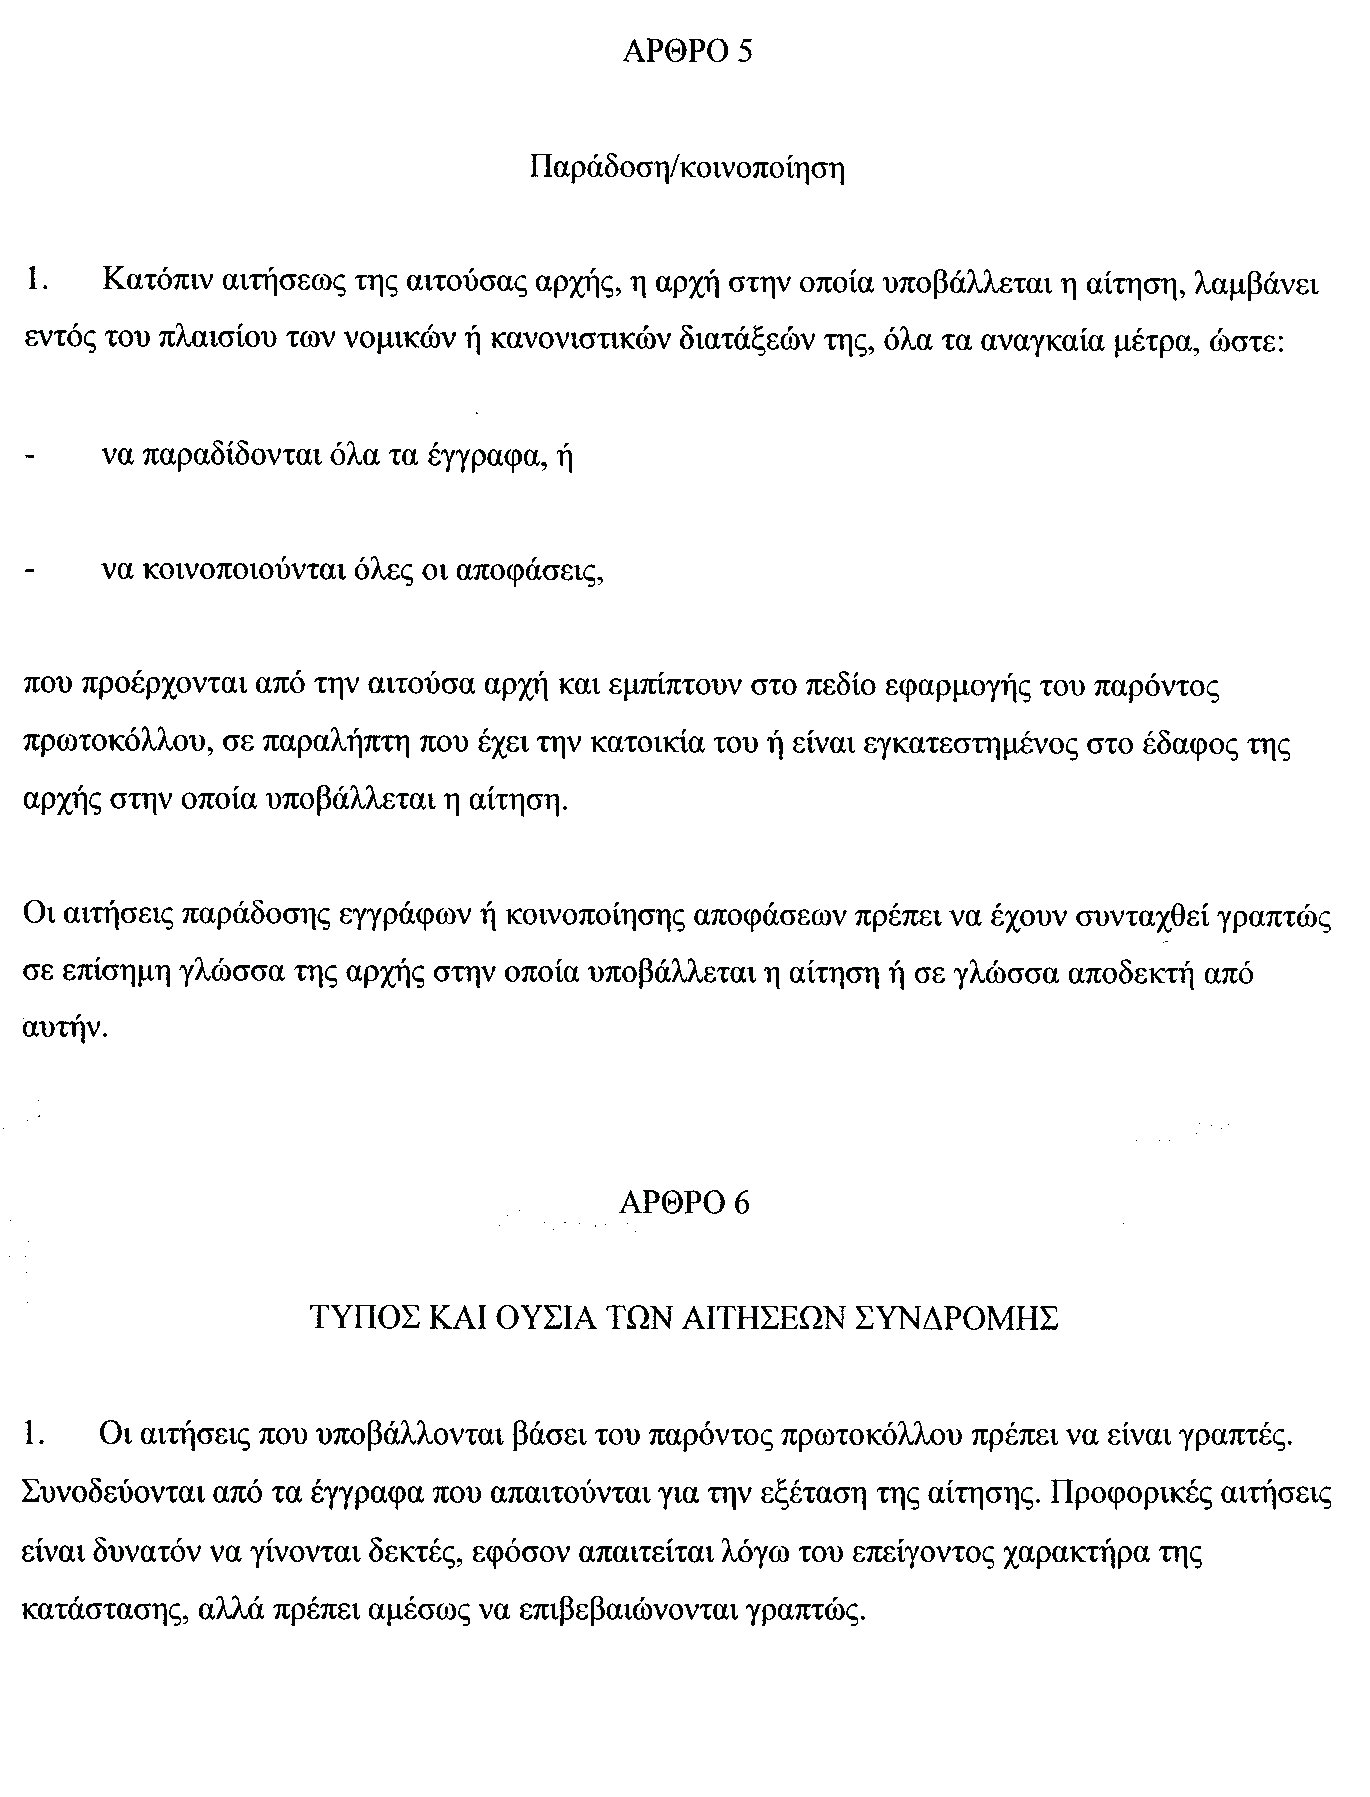 ΑΡΘΡΟ 5
Παράδοση/κοινοποίηση
1. Κατόπιν αιτήσεως της αιτούσας αρχής, η αρχή στην οποία υποβάλλεται η αίτηση, λαμβάνει
εντός του πλαισίου των νομικών ή κανονιστικών διατάξεών της, όλα τα αναγκαία μέτρα, ώστε:
- να παραδίδονται όλα τα έγγραφα, ή
- να κοινοποιούνται όλες οι αποφάσεις,
που προέρχονται από την αιτούσα αρχή και εμπίπτουν στο πεδίο εφαρμογής του παρόντος
πρωτοκόλλου, σε παραλήπτη που έχει την κατοικία του ή είναι εγκατεστημένος στο έδαφος της
αρχής στην οποία υποβάλλεται η αίτηση.
Οι αιτήσεις παράδοσης εγγράφων ή κοινοποίησης αποφάσεων πρέπει να έχουν συνταχθεί γραπτώς
σε επίσημη γλώσσα της αρχής στην οποία υποβάλλεται η αίτηση ή σε γλώσσα αποδεκτή από
αυτήν.
ΑΡΘΡΟ 6
ΤΥΠΟΣ ΚΑΙ ΟΥΣΙΑ ΤΩΝ ΑΙΤΗΣΕΩΝ ΣΥΝΔΡΟΜΗΣ
1. Οι αιτήσεις που υποβάλλονται βάσει του παρόντος πρωτοκόλλου πρέπει να είναι γραπτές.
Συνοδεύονται από τα έγγραφα που απαιτούνται για την εξέταση της αίτησης. Προφορικές αιτήσεις
είναι δυνατόν να γίνονται δεκτές, εφόσον απαιτείται λόγω του επείγοντος χαρακτήρα της
κατάστασης, αλλά πρέπει αμέσως να επιβεβαιώνονται γραπτώς.